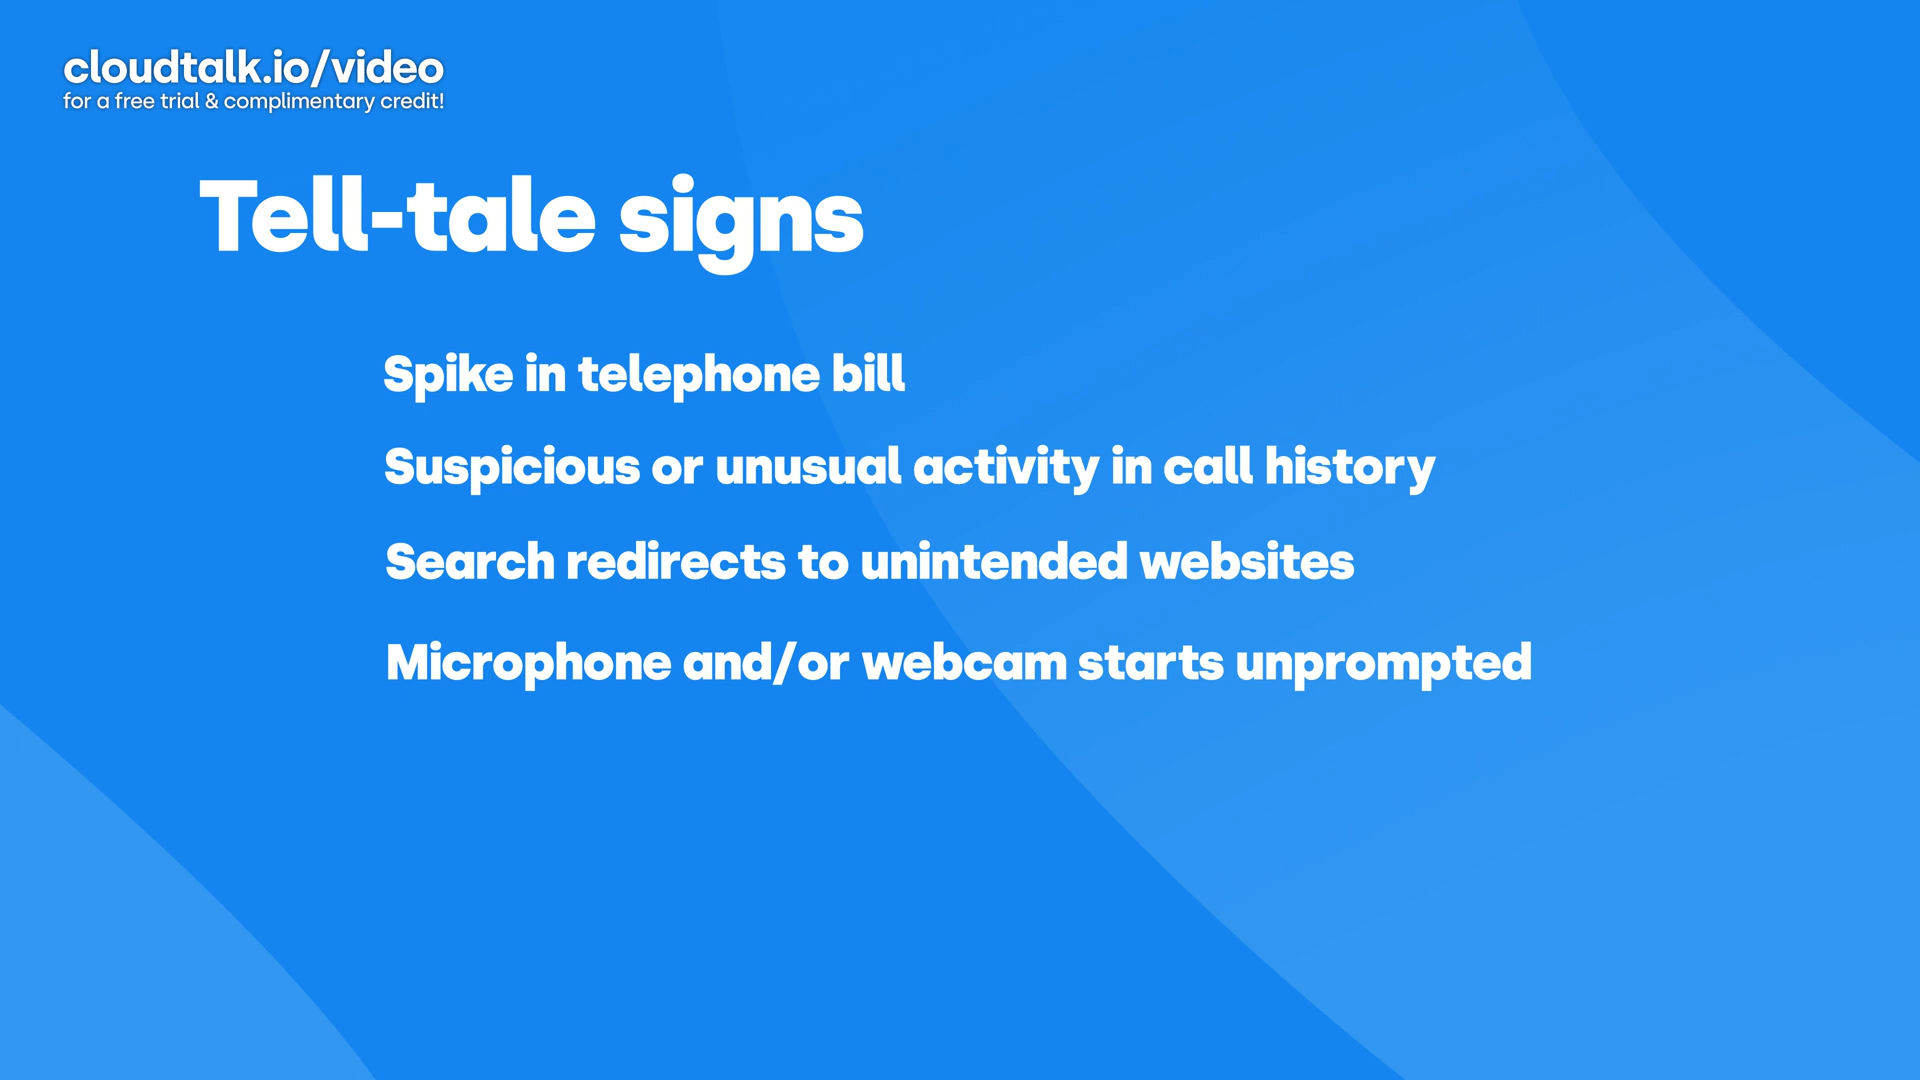 cloudtalk.io/video
for a free trial & complimentary credit!
Tell-tale signs
Spike in telephone bill
Suspicious or unusual activity in call history
Search redirects to unintended websites
Microphone and/or webcam starts unprompted